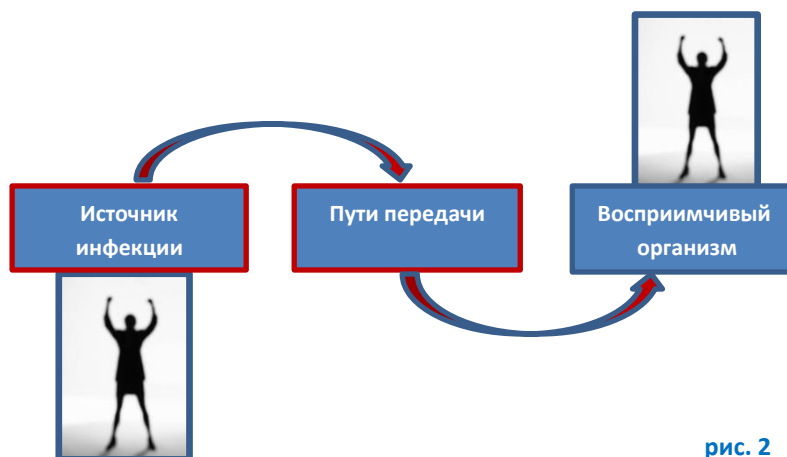 Источник
инфекции
Пути передачи
Восприимчивый
организм
рис. 2